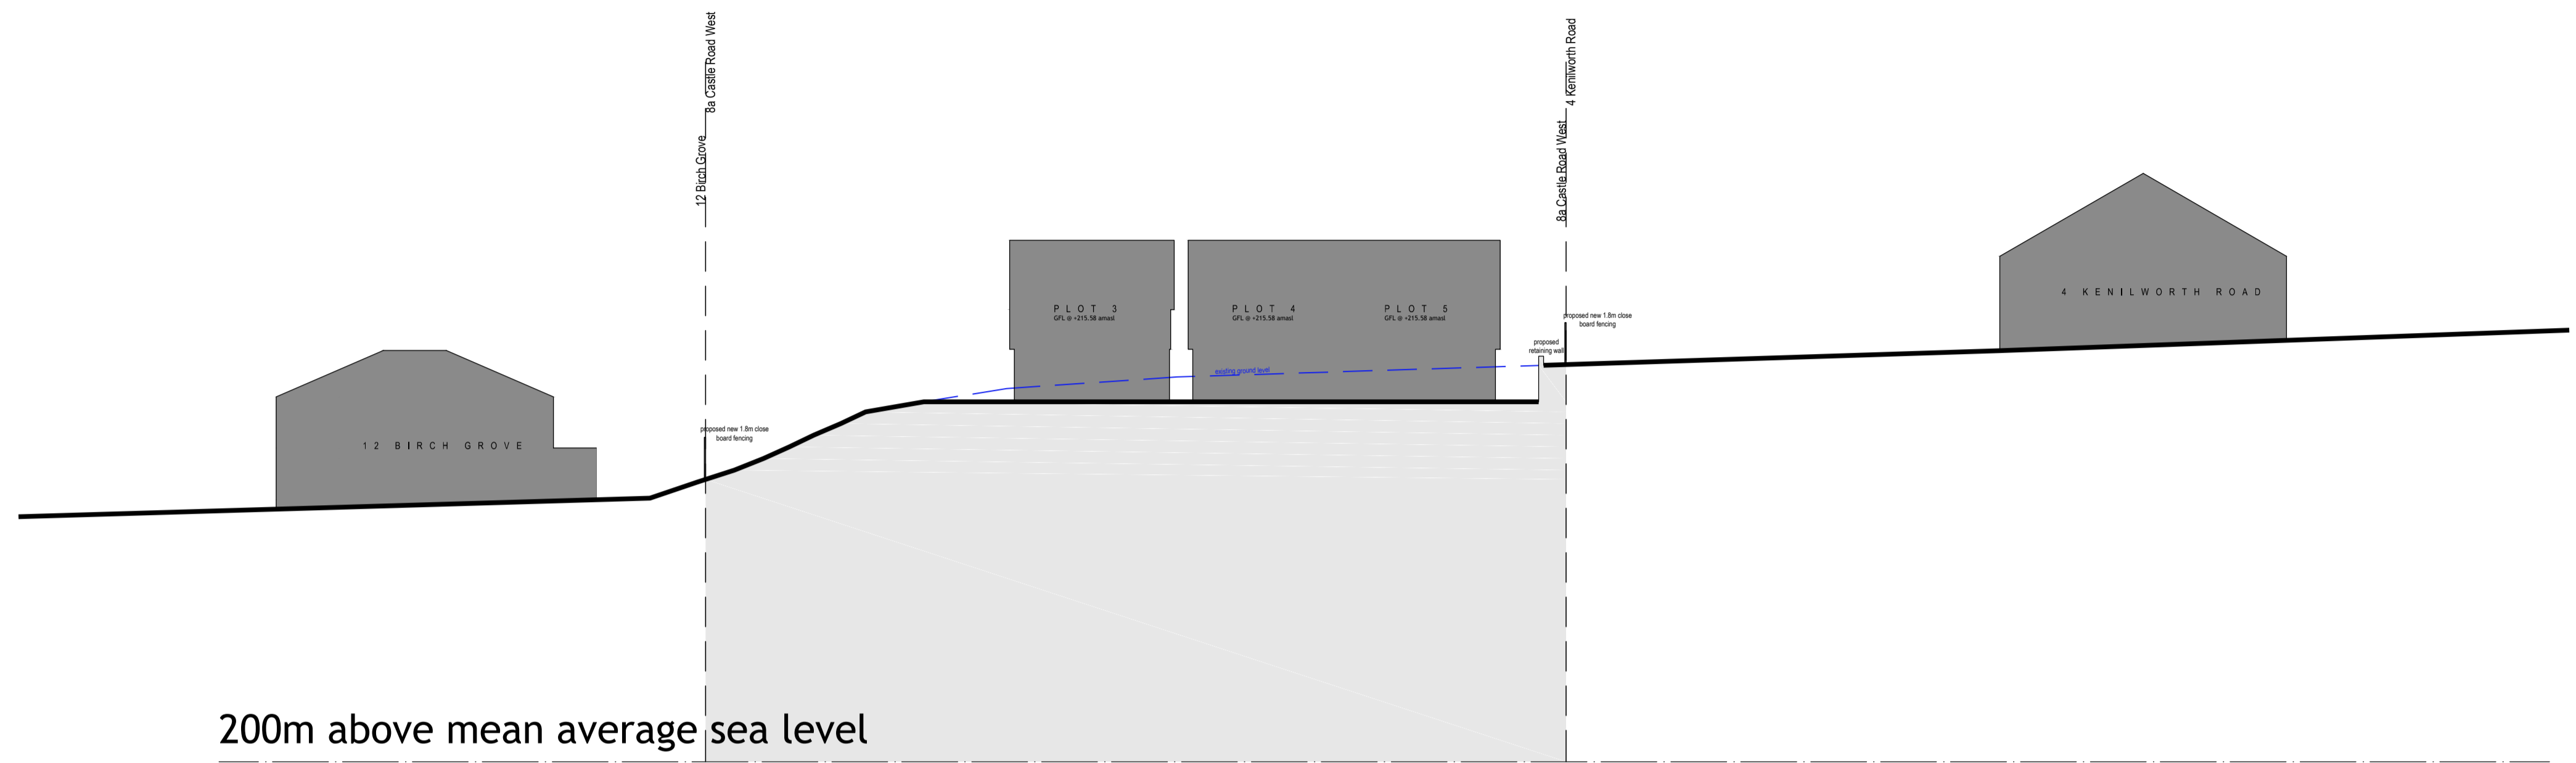 8a Castle Road West
12 Birch Grove
4 Kenilworth Road
8a Castle Road West
4 KENILWORTH ROAD
PLOT 3
GFL @ +215.58 amasl
PLOT 4
GFL @ +215.58 amasl
PLOT 5
GFL @ +215.58 amasl
proposed new 1.8m close
board fencing
proposed
retaining wall
existing ground level
proposed new 1.8m close
board fencing
12 BIRCH GROVE
200m above mean average sea level